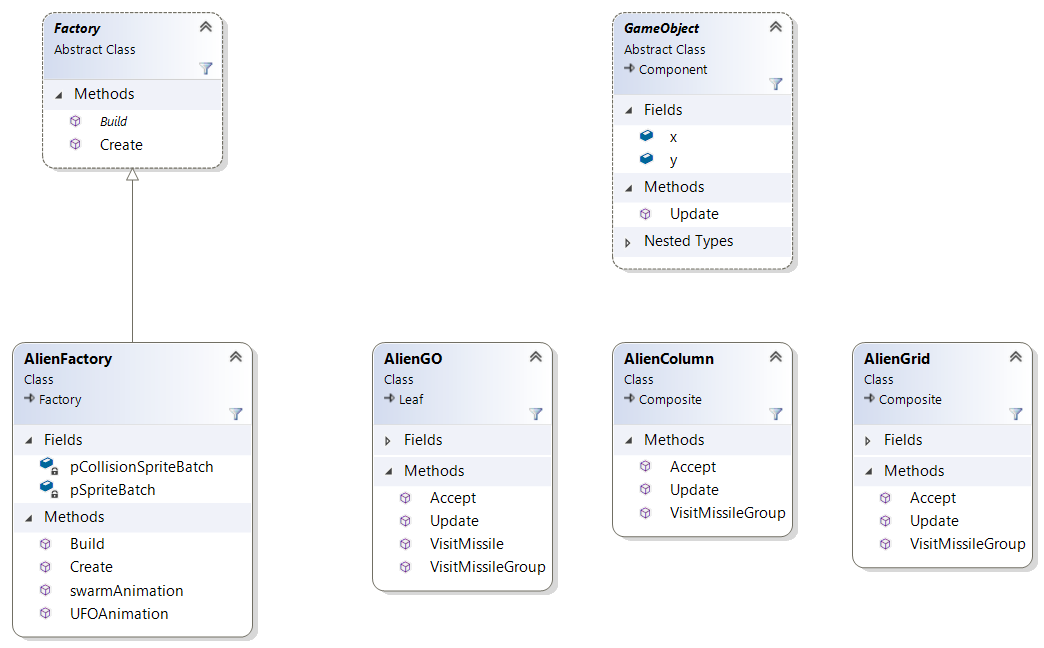 Factory
Abstract Class
Methods
Build
Create
GameObject
Abstract Class
Component
Fields
x
y
Methods
Update
Nested Types
AlienFactory
Class
Factory
Fields
pCollisionSpriteBatch
pSpriteBatch
Methods
Build
Create
swarmAnimation
UFOAnimation
AlienGO
Class
Leaf
Fields
Methods
Accept
Update
VisitMissile
VisitMissileGroup
AlienColumn
Class
Composite
Methods
Accept
Update
VisitMissileGroup
AlienGrid
Class
Composite
Fields
Methods
Accept
Update
VisitMissileGroup